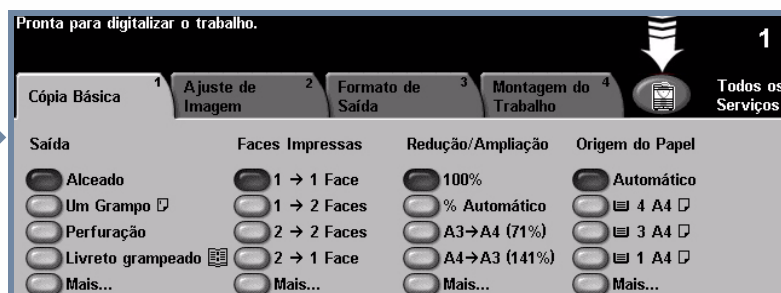 Pronta para digitalizar o trabalho.
1
Cópia Básica 1
Ajuste de Imagem 2
Formato de Saída 3
Montagem do Trabalho 4
Todos os Serviços
Saída
Alceado
Um Grampo
Perfuração
Livreto grampeado
Mais...
Faces Impressas
1 → 1 Face
1 → 2 Faces
2 → 2 Faces
2 → 1 Face
Mais...
Redução/Ampliação
100%
% Automático
A3→A4 (71%)
A4→A3 (141%)
Mais...
Origem do Papel
Automático
4 A4
3 A4
1 A4
Mais...